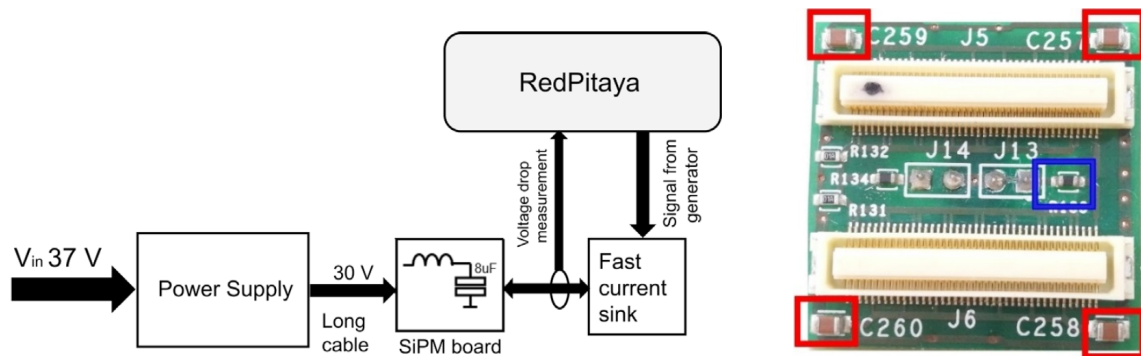 RedPitaya
Voltage drop
measurement
Signal from
generator
Vin 37 V
Power Supply
30 V
Long
cable
8uF
SiPM board
Fast
current
sink
C259
J5
C257
R132
J14
J13
R134
R131
C260
J6
C258